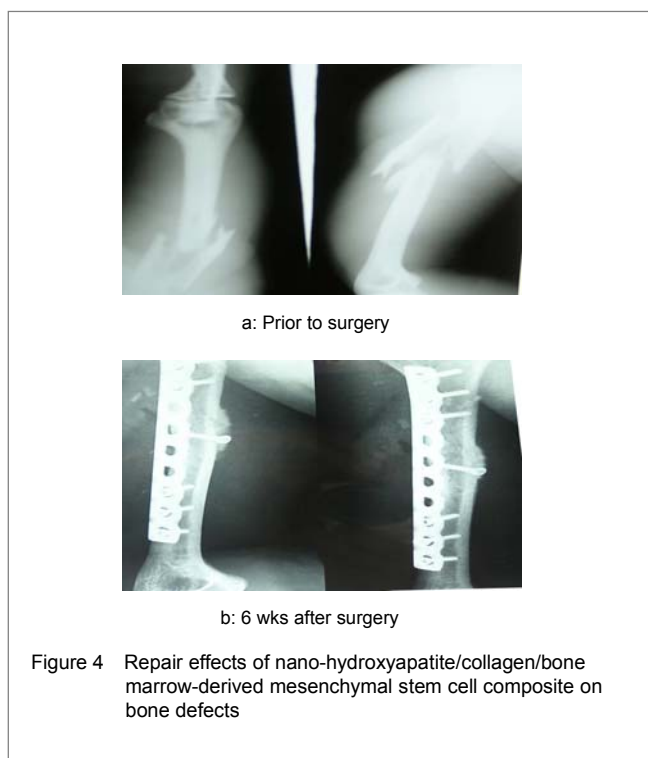 a: Prior to surgery
b: 6 wks after surgery
Figure 4 Repair effects of nano-hydroxyapatite/collagen/bone
marrow-derived mesenchymal stem cell composite on
bone defects